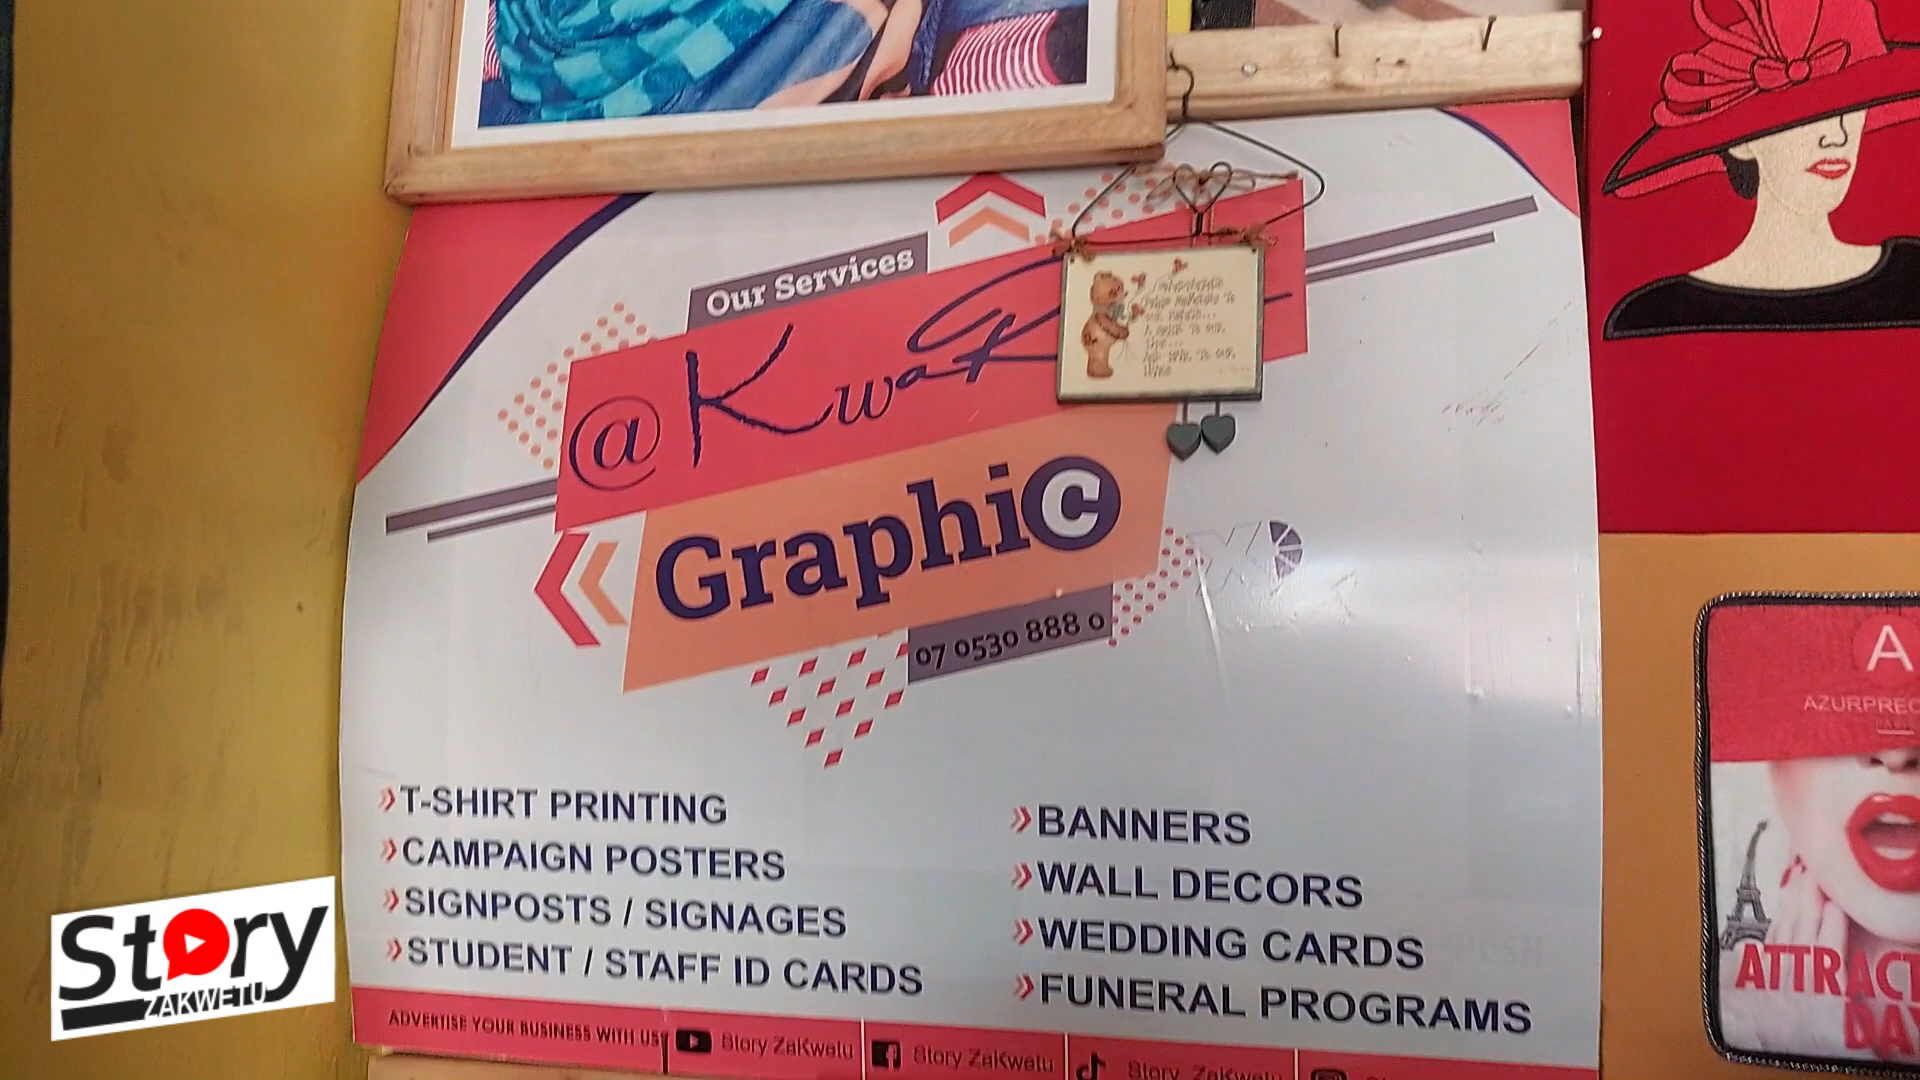 Our Services
@KwaG
Graphic
07 0530 888 0
»T-SHIRT PRINTING
»CAMPAIGN POSTERS
»SIGNPOSTS / SIGNAGES
»STUDENT / STAFF ID CARDS
»BANNERS
»WALL DECORS
»WEDDING CARDS
»FUNERAL PROGRAMS
ADVERTISE YOUR BUSINESS WITH US
Story ZaKwetu
Story ZaKwetu
Story ZaKwetu
Story
ZAKWETU
A
AZURPREC
ATTRACT
DAY